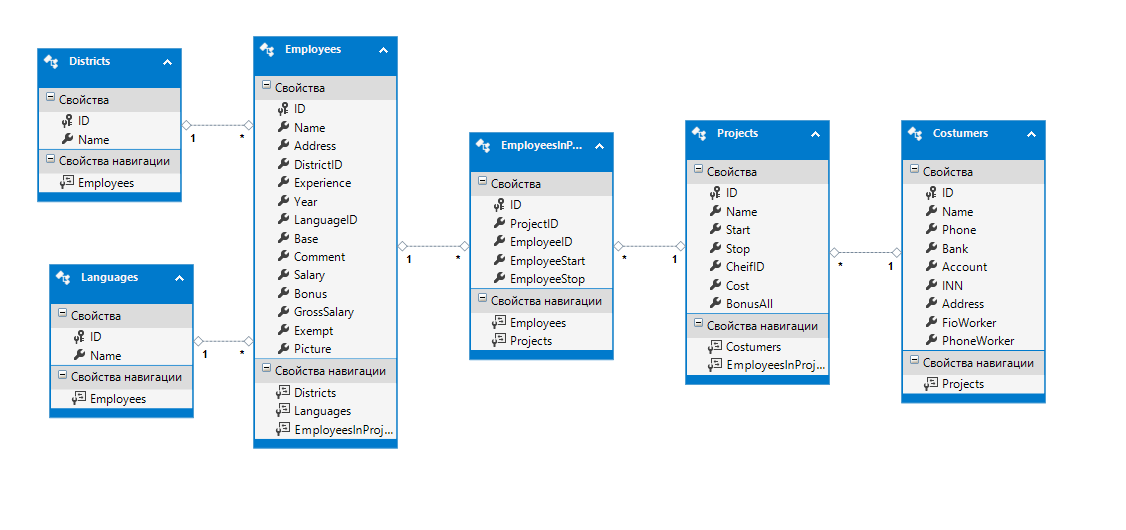 Districts
Свойства
ID
Name
Свойства навигации
Employees
1
*
Languages
Свойства
ID
Name
Свойства навигации
Employees
1
*
Employees
Свойства
ID
Name
Address
DistrictID
Experience
Year
LanguageID
Base
Comment
Salary
Bonus
GrossSalary
Exempt
Picture
Свойства навигации
Districts
Languages
EmployeesInProj...
1
*
EmployeesInP...
Свойства
ID
ProjectID
EmployeeID
EmployeeStart
EmployeeStop
Свойства навигации
Employees
Projects
*
1
Projects
Свойства
ID
Name
Start
Stop
CheifID
Cost
BonusAll
Свойства навигации
Costumers
EmployeesInProj...
*
1
Costumers
Свойства
ID
Name
Phone
Bank
Account
INN
Address
FioWorker
PhoneWorker
Свойства навигации
Projects